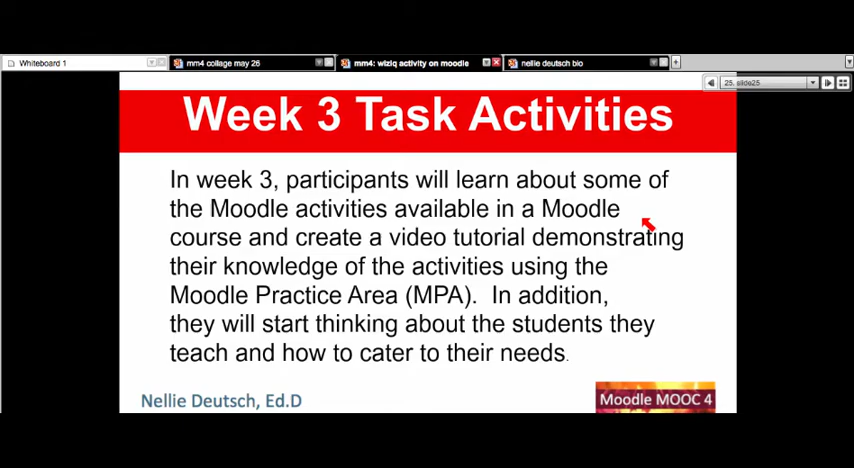 Whiteboard 1
mm4 collage may 26
mm4: wiziq activity on moodle
nellie deutsch bio
25. slide25
Week 3 Task Activities
In week 3, participants will learn about some of
the Moodle activities available in a Moodle
course and create a video tutorial demonstrating
their knowledge of the activities using the
Moodle Practice Area (MPA).  In addition,
they will start thinking about the students they
teach and how to cater to their needs.
Nellie Deutsch, Ed.D
Moodle MOOC 4